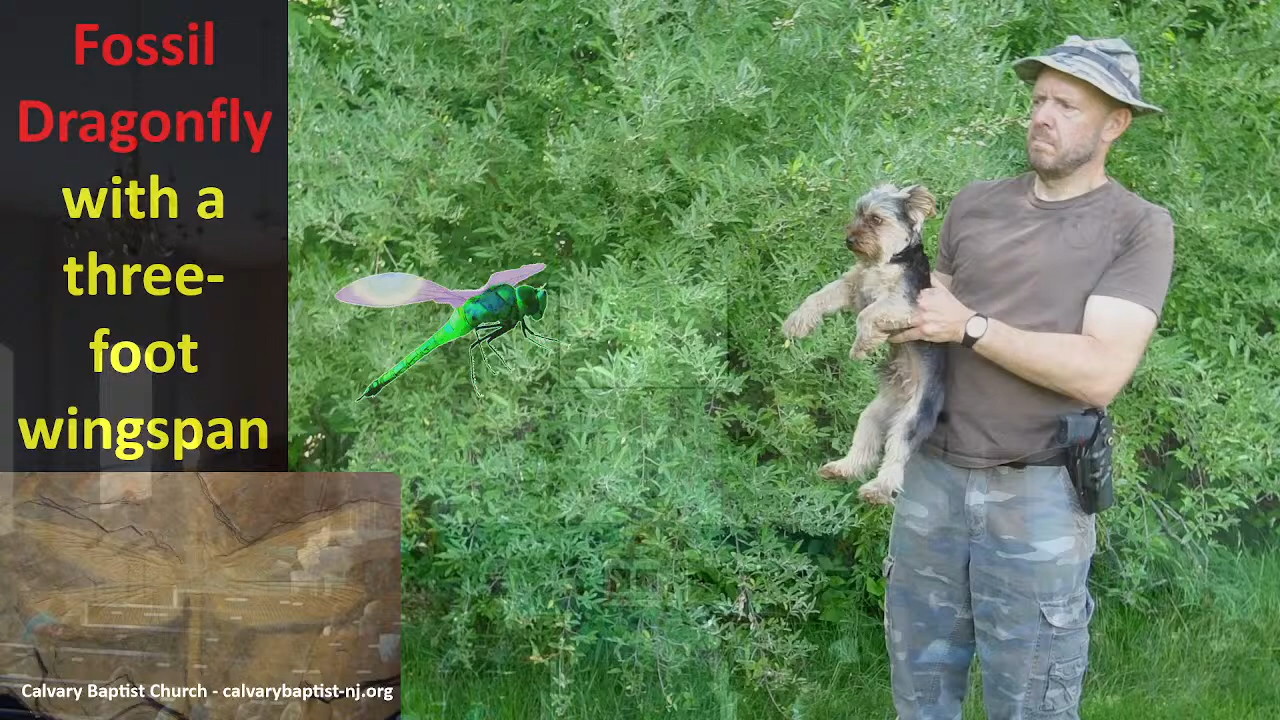 Fossil
Dragonfly
with a
three-
foot
wingspan
Calvary Baptist Church - calvarybaptist-nj.org